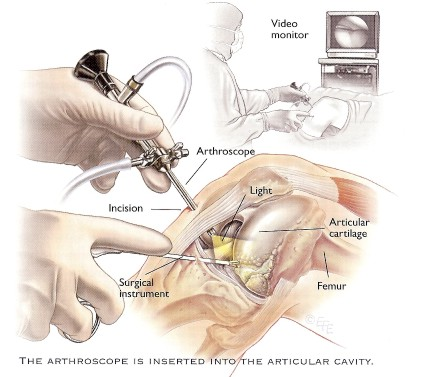 Video
monitor
Arthroscope
Light
Incision
Articular
cartilage
Surgical
instrument
Femur
THE ARTHROSCOPE IS INSERTED INTO THE ARTICULAR CAVITY.